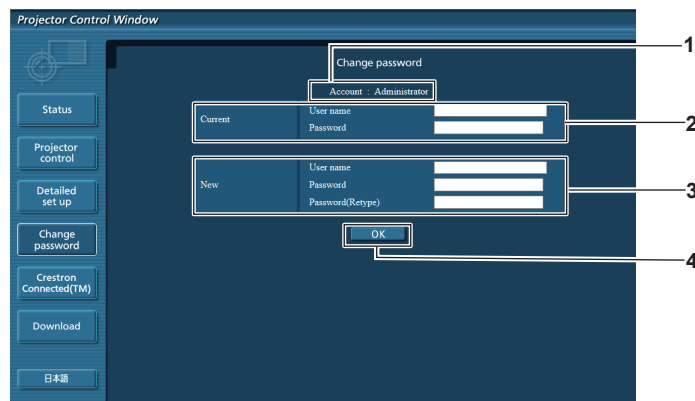 Projector Control Window
Change password
1
Account : Administrator
Status
Current
User name
Password
2
Projector
control
Detailed
set up
New
User name
Password
Password(Retype)
3
Change
password
OK
4
Crestron
Connected(TM)
Download
日本語